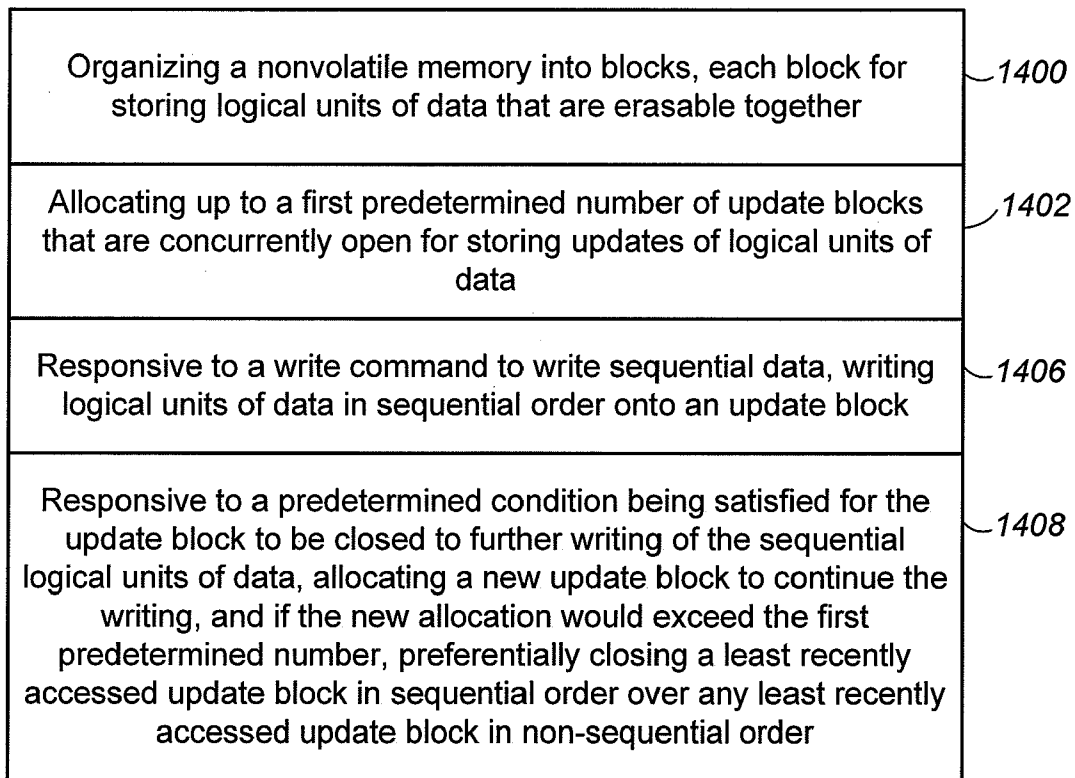 Organizing a nonvolatile memory into blocks, each block for
storing logical units of data that are erasable together
1400
Allocating up to a first predetermined number of update blocks
that are concurrently open for storing updates of logical units of
data
1402
Responsive to a write command to write sequential data, writing
logical units of data in sequential order onto an update block
1406
Responsive to a predetermined condition being satisfied for the
update block to be closed to further writing of the sequential
logical units of data, allocating a new update block to continue the
writing, and if the new allocation would exceed the first
predetermined number, preferentially closing a least recently
accessed update block in sequential order over any least recently
accessed update block in non-sequential order
1408